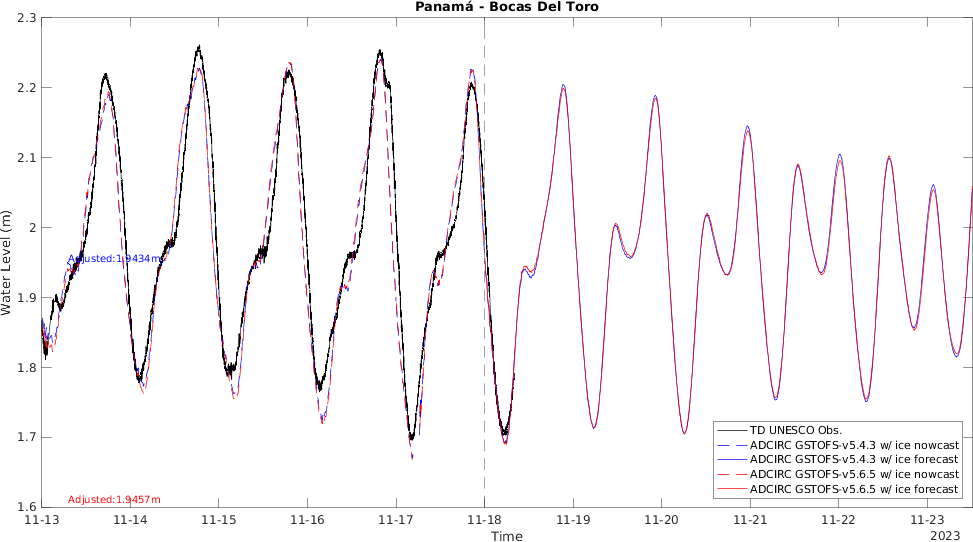 Panamá - Bocas Del Toro
Water Level (m)
2.3
2.2
2.1
2
1.9
1.8
1.7
1.6
Adjusted:1.9434m
Adjusted:1.9457m
TD UNESCO Obs.
ADCIRC GSTOFS-v5.4.3 w/ ice nowcast
ADCIRC GSTOFS-v5.4.3 w/ ice forecast
ADCIRC GSTOFS-v5.6.5 w/ ice nowcast
ADCIRC GSTOFS-v5.6.5 w/ ice forecast
11-13 11-14 11-15 11-16 11-17 11-18 11-19 11-20 11-21 11-22 11-23
Time
2023